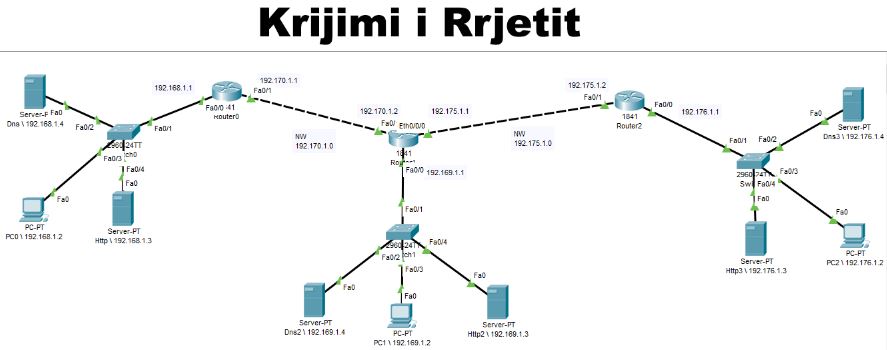 Krijimi i Rrjetit
192.168.1.1
192.170.1.1
Fa0/0
41
Router0
Fa0/1
Server-P
Fa0
Dns \ 192.168.1.4
Fa0/2
Fa0/1
2960-24TT
tch0
Fa0/3
Fa0/4
Fa0
Fa0
PC-PT
PC0 \ 192.168.1.2
Server-PT
Http \ 192.168.1.3
NW
192.170.1.0
192.170.1.2
192.175.1.1
Fa0/
Eth0/0/0
1841
Fa0/0
192.169.1.1
Fa0/1
2960-24TT
tch1
Fa0/2
Fa0/4
Fa0/3
Fa0
Fa0
Fa0
Server-PT
Dns2 \ 192.169.1.4
PC-PT
PC1 \ 192.169.1.2
Server-PT
Http2 \ 192.169.1.3
NW
192.175.1.0
192.175.1.2
Fa0/1
1841
Router2
Fa0/0
192.176.1.1
Fa0/1
Fa0/2
2960-24TT
Fa0/3
Fa0/4
Fa0
Server-PT
Dns3 \ 192.176.1.4
Fa0
Fa0
Server-PT
Http3 \ 192.176.1.3
PC-PT
PC2 \ 192.176.1.2